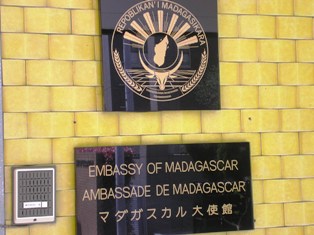 REPOBLIKAN'I MADAGASIKARA
EMBASSY OF MADAGASCAR
AMBASSADE DE MADAGASCAR
マダガスカル大使館